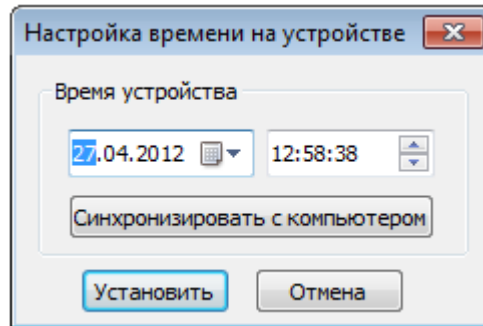 Настройка времени на устройстве
Время устройства
27.04.2012 12:58:38
Синхронизировать с компьютером
Установить Отмена